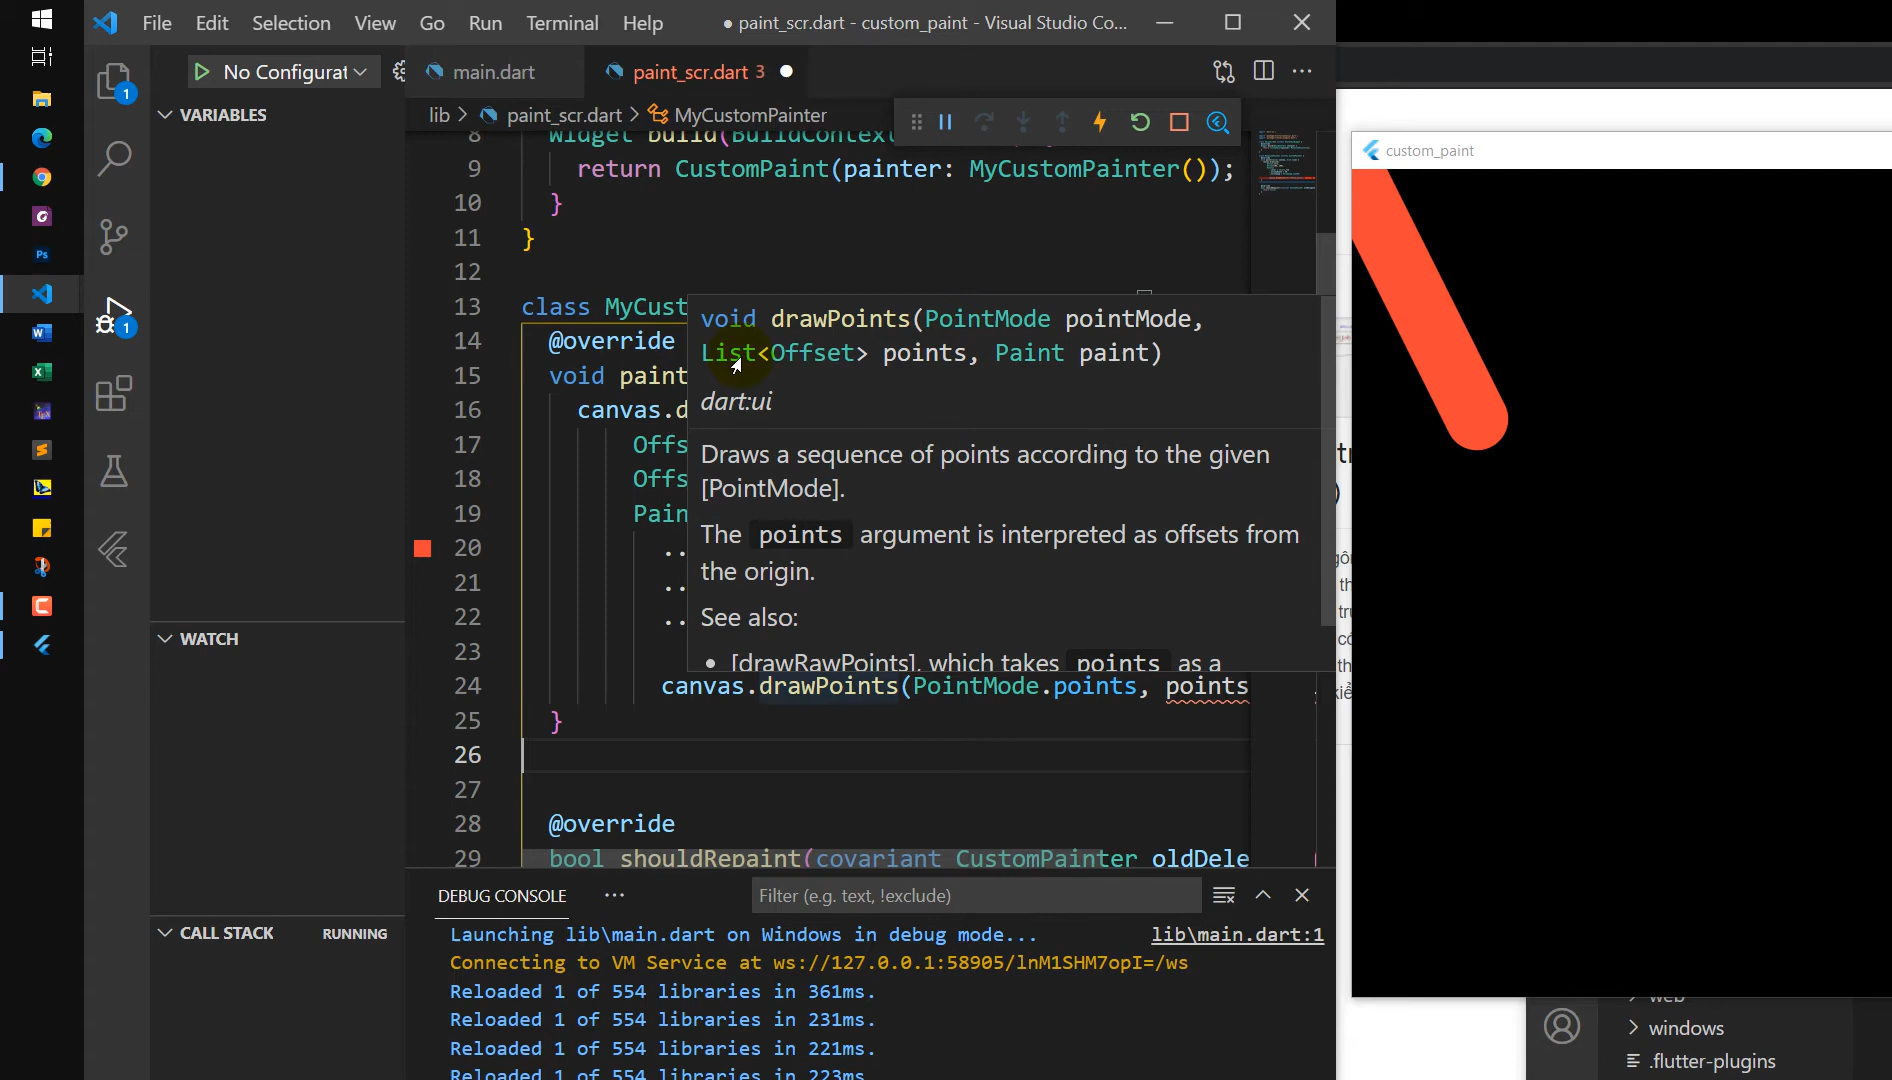 File Edit Selection View Go Run Terminal Help
● paint_scr.dart - custom_paint - Visual Studio Co...
No Configurat
main.dart
paint_scr.dart 3
VARIABLES
lib > paint_scr.dart > MyCustomPainter
8 Widget build(BuildContext
9 return CustomPaint(painter: MyCustomPainter());
10 }
11 }
12
13 class MyCust
14 @override
15 void paint
16 canvas.d
17 Offs
18 Offs
19 Pain
20 ..
21 ..
22 ..
23
24 canvas.drawPoints(PointMode.points, points
25 }
26
27
28 @override
29 bool shouldRepaint(covariant CustomPainter oldDele
void drawPoints(PointMode pointMode,
List<Offset> points, Paint paint)
dart:ui
Draws a sequence of points according to the given
[PointMode].
The points argument is interpreted as offsets from
the origin.
See also:
• [drawRawPoints], which takes points as a
WATCH
CALL STACK RUNNING
DEBUG CONSOLE
Filter (e.g. text, !exclude)
Launching lib\main.dart on Windows in debug mode... lib\main.dart:1
Connecting to VM Service at ws://127.0.0.1:58905/lnM1SHM7opI=/ws
Reloaded 1 of 554 libraries in 361ms.
Reloaded 1 of 554 libraries in 231ms.
Reloaded 1 of 554 libraries in 221ms.
Reloaded 1 of 554 libraries in 223ms.
custom_paint
web
windows
.flutter-plugins
1
1
Ps